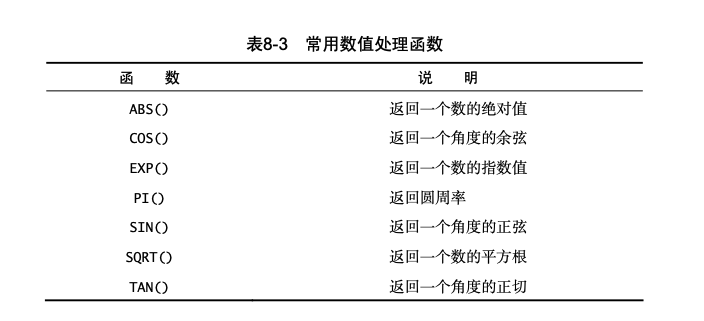 表8-3 常用数值处理函数
函 数 说 明
ABS() 返回一个数的绝对值
COS() 返回一个角度的余弦
EXP() 返回一个数的指数值
PI() 返回圆周率
SIN() 返回一个角度的正弦
SQRT() 返回一个数的平方根
TAN() 返回一个角度的正切